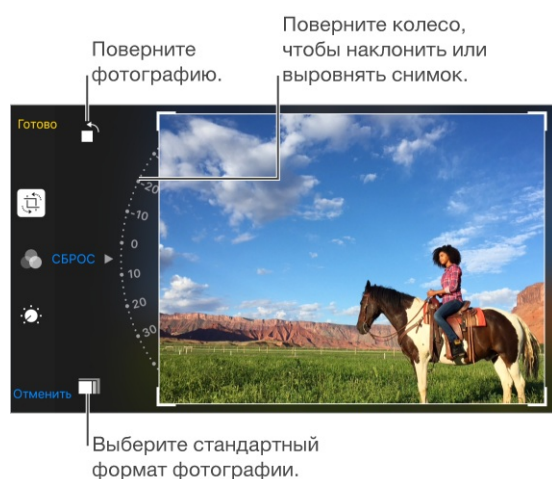 Поверните
фотографию.
Поверните колесо,
чтобы наклонить или
выровнять снимок.
Готово
-20
-10
0
СБРОС
10
20
30
Отменить
Выберите стандартный
формат фотографии.